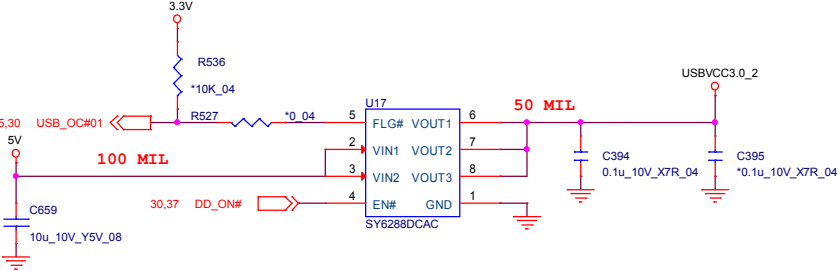 3.3V
R536
*10K_04
USBVCC3.0_2
R527
*0_04
U17
50 MIL
5,30 USB_OC#01
5 FLG# VOUT1 6
5V
100 MIL
2 VIN1 VOUT2 7
C394
C395
3 VIN2 VOUT3 8
0.1u_10V_X7R_04
*0.1u_10V_X7R_04
30,37 DD_ON#
4 EN# GND 1
C659
SY6288DCAC
10u_10V_Y5V_08